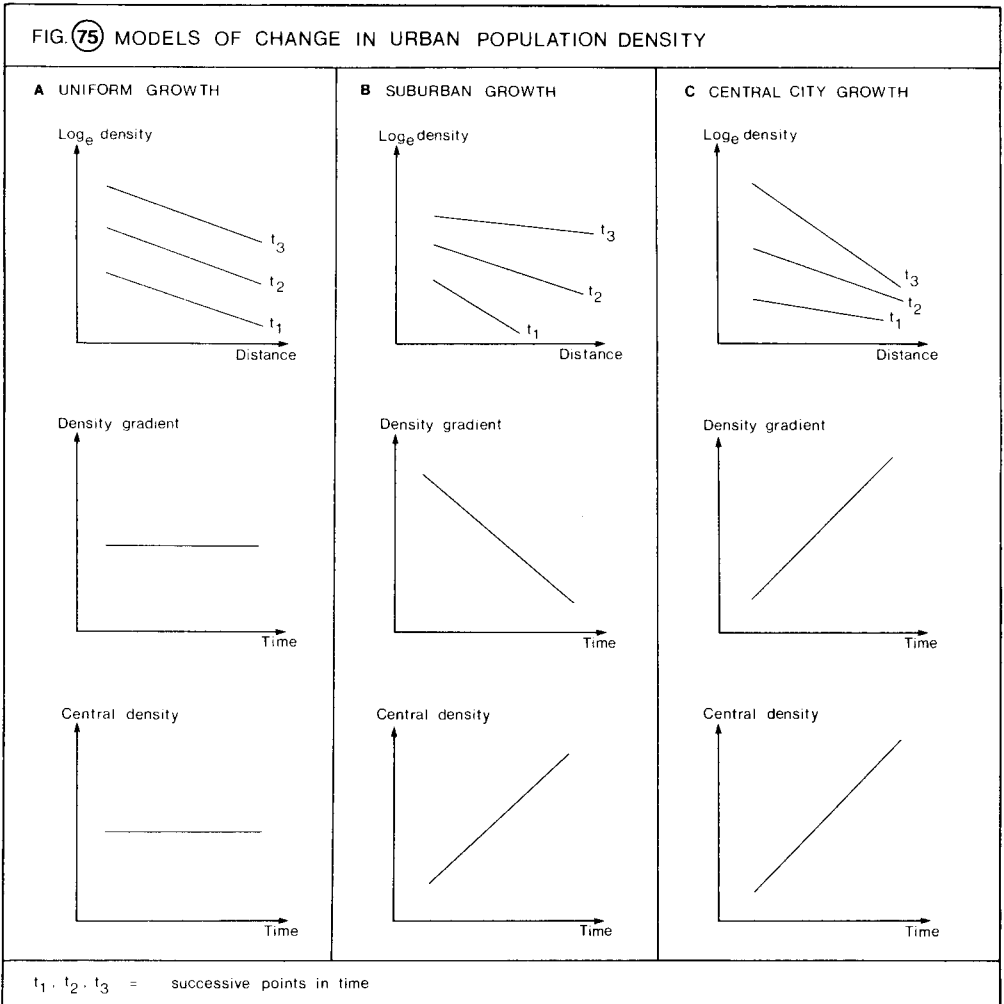 FIG. 75 MODELS OF CHANGE IN URBAN POPULATION DENSITY
A UNIFORM GROWTH
Logₑ density
t₃
t₂
t₁
Distance
Density gradient
Time
Central density
Time
B SUBURBAN GROWTH
Logₑ density
t₃
t₂
t₁
Distance
Density gradient
Time
Central density
Time
C CENTRAL CITY GROWTH
Logₑ density
t₃
t₂
t₁
Distance
Density gradient
Time
Central density
Time
t₁, t₂, t₃ = successive points in time